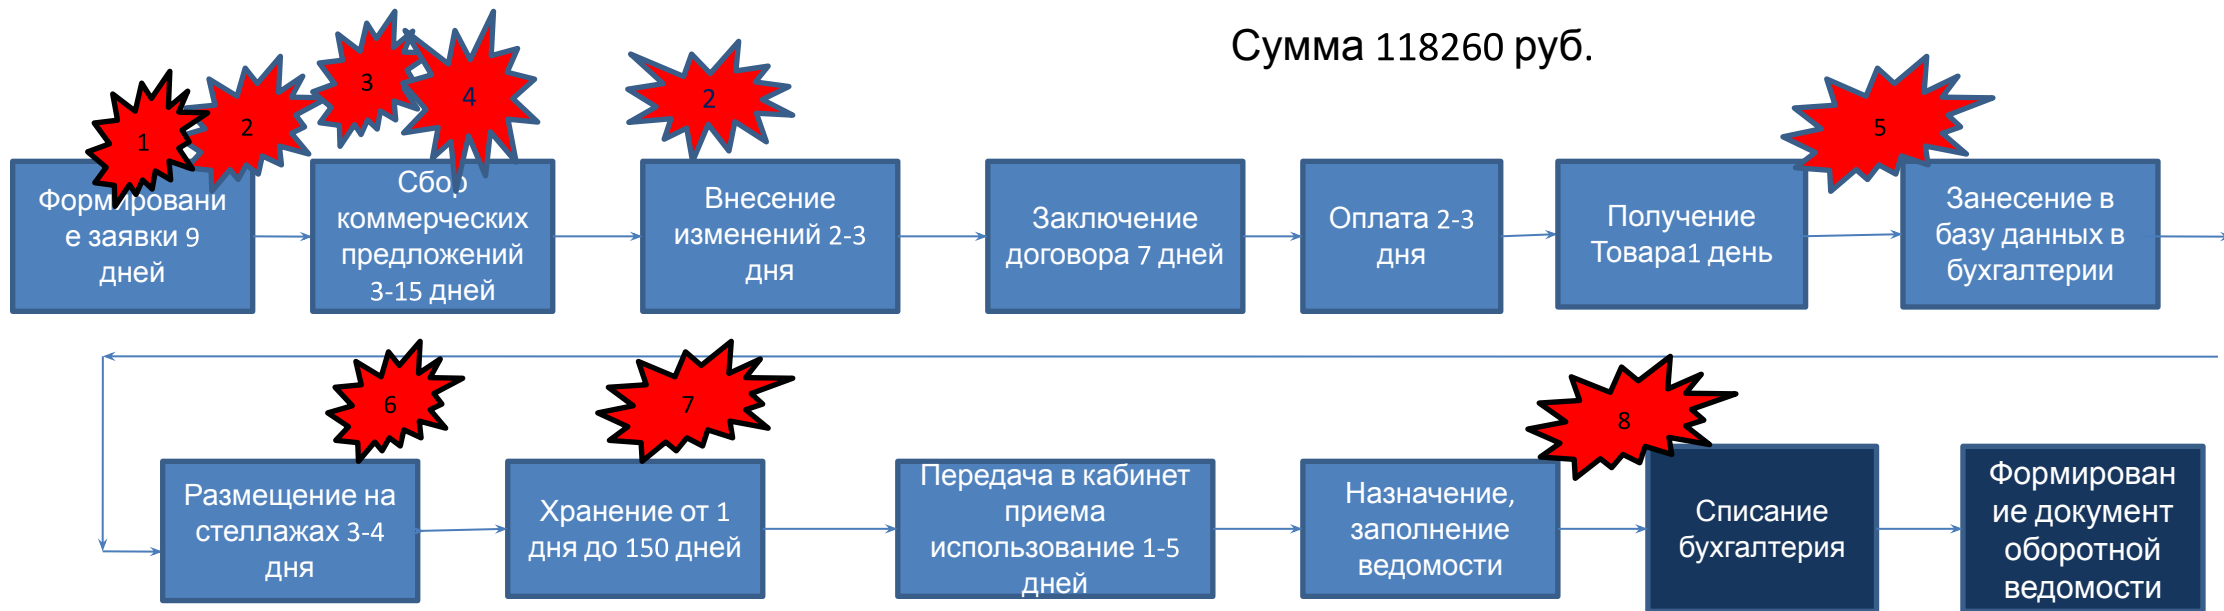 Сумма 118260 руб.
1
2
3
4
2
5
Формировани
е заявки 9
дней
Сбор
коммерческих
предложений
3-15 дней
Внесение
изменений 2-3
дня
Заключение
договора 7 дней
Оплата 2-3
дня
Получение
Товара1 день
Занесение в
базу данных в
бухгалтерии
6
7
8
Размещение на
стеллажах 3-4
дня
Хранение от 1
дня до 150 дней
Передача в кабинет
приема
использование 1-5
дней
Назначение,
заполнение
ведомости
Списание
бухгалтерия
Формирован
ие документ
оборотной
ведомости